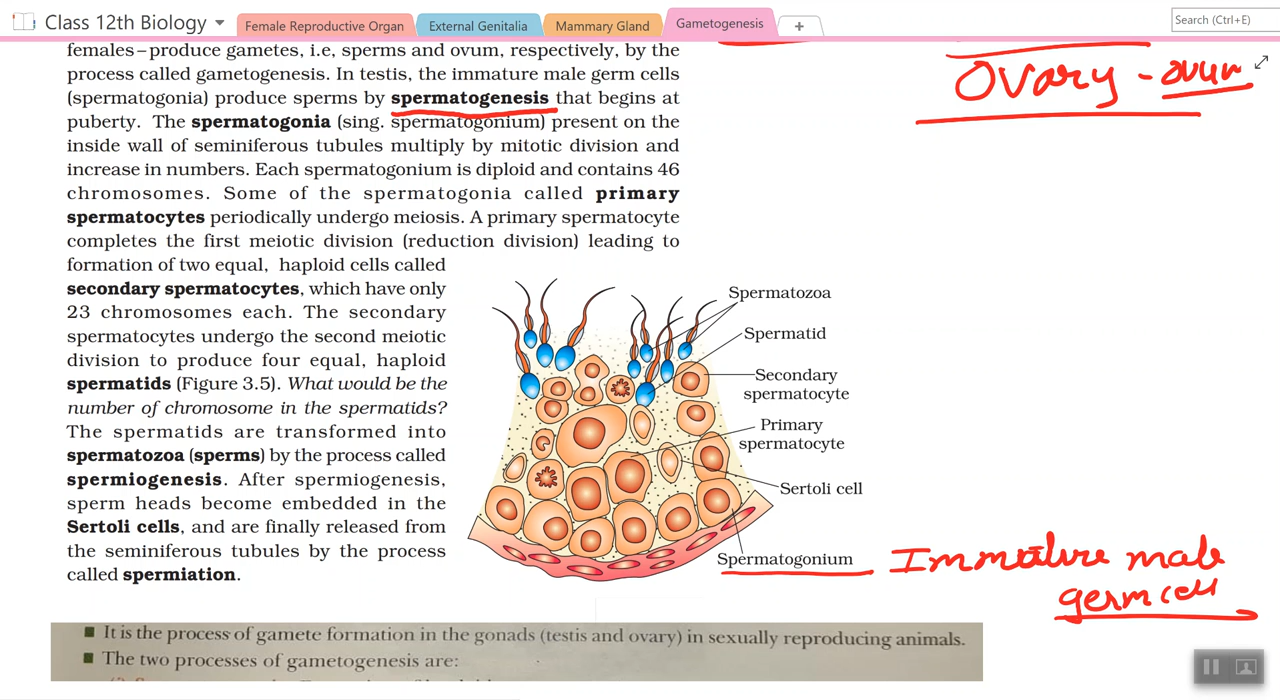 Class 12th Biology
Female Reproductive Organ
External Genitalia
Mammary Gland
Gametogenesis
+
Search (Ctrl+E)
females–produce gametes, i.e, sperms and ovum, respectively, by the
process called gametogenesis. In testis, the immature male germ cells
(spermatogonia) produce sperms by spermatogenesis that begins at
puberty. The spermatogonia (sing. spermatogonium) present on the
inside wall of seminiferous tubules multiply by mitotic division and
increase in numbers. Each spermatogonium is diploid and contains 46
chromosomes. Some of the spermatogonia called primary
spermatocytes periodically undergo meiosis. A primary spermatocyte
completes the first meiotic division (reduction division) leading to
formation of two equal, haploid cells called
secondary spermatocytes, which have only
23 chromosomes each. The secondary
spermatocytes undergo the second meiotic
division to produce four equal, haploid
spermatids (Figure 3.5). What would be the
number of chromosome in the spermatids?
The spermatids are transformed into
spermatozoa (sperms) by the process called
spermiogenesis. After spermiogenesis,
sperm heads become embedded in the
Sertoli cells, and are finally released from
the seminiferous tubules by the process
called spermiation.
Ovary - ovum
Spermatozoa
Spermatid
Secondary
spermatocyte
Primary
spermatocyte
Sertoli cell
Spermatogonium
Immature male
germ cell
It is the process of gamete formation in the gonads (testis and ovary) in sexually reproducing animals.
The two processes of gametogenesis are: